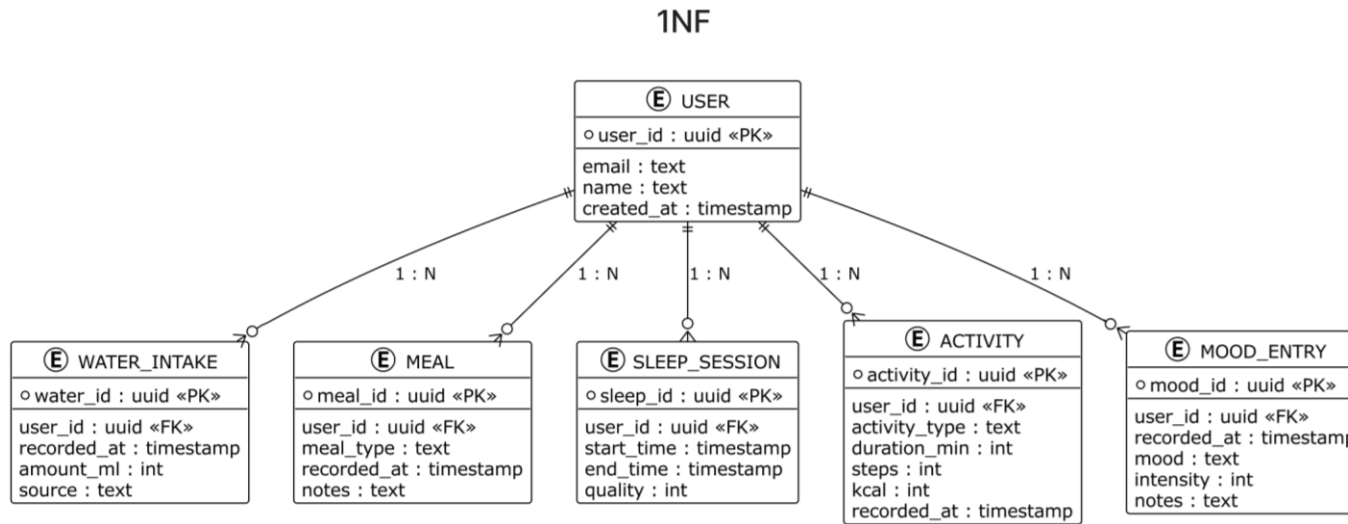 1NF
E USER
user_id : uuid «PK»
email : text
name : text
created_at : timestamp
1 : N
1 : N
1 : N
1 : N
1 : N
E WATER_INTAKE
water_id : uuid «PK»
user_id : uuid «FK»
recorded_at : timestamp
amount_ml : int
source : text
E MEAL
meal_id : uuid «PK»
user_id : uuid «FK»
meal_type : text
recorded_at : timestamp
notes : text
E SLEEP_SESSION
sleep_id : uuid «PK»
user_id : uuid «FK»
start_time : timestamp
end_time : timestamp
quality : int
E ACTIVITY
activity_id : uuid «PK»
user_id : uuid «FK»
activity_type : text
duration_min : int
steps : int
kcal : int
recorded_at : timestamp
E MOOD_ENTRY
mood_id : uuid «PK»
user_id : uuid «FK»
recorded_at : timestamp
mood : text
intensity : int
notes : text